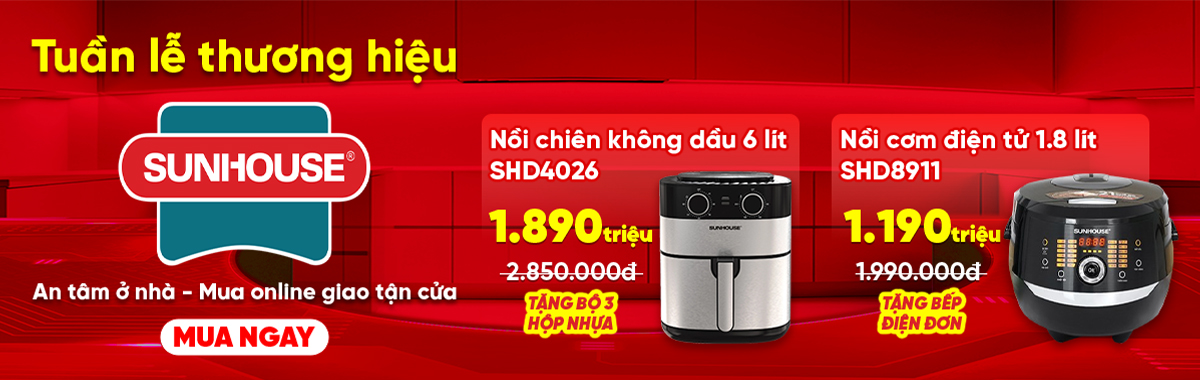 Tuần lễ thương hiệu
SUNHOUSE®
An tâm ở nhà - Mua online giao tận cửa
MUA NGAY
Nồi chiên không dầu 6 lít
SHD4026
1.890triệu
2.850.000đ
TẶNG BỘ 3
HỘP NHỰA
SUNHOUSE
Nồi cơm điện tử 1.8 lít
SHD8911
1.190triệu
1.990.000đ
TẶNG BẾP
ĐIỆN ĐƠN
SUNHOUSE